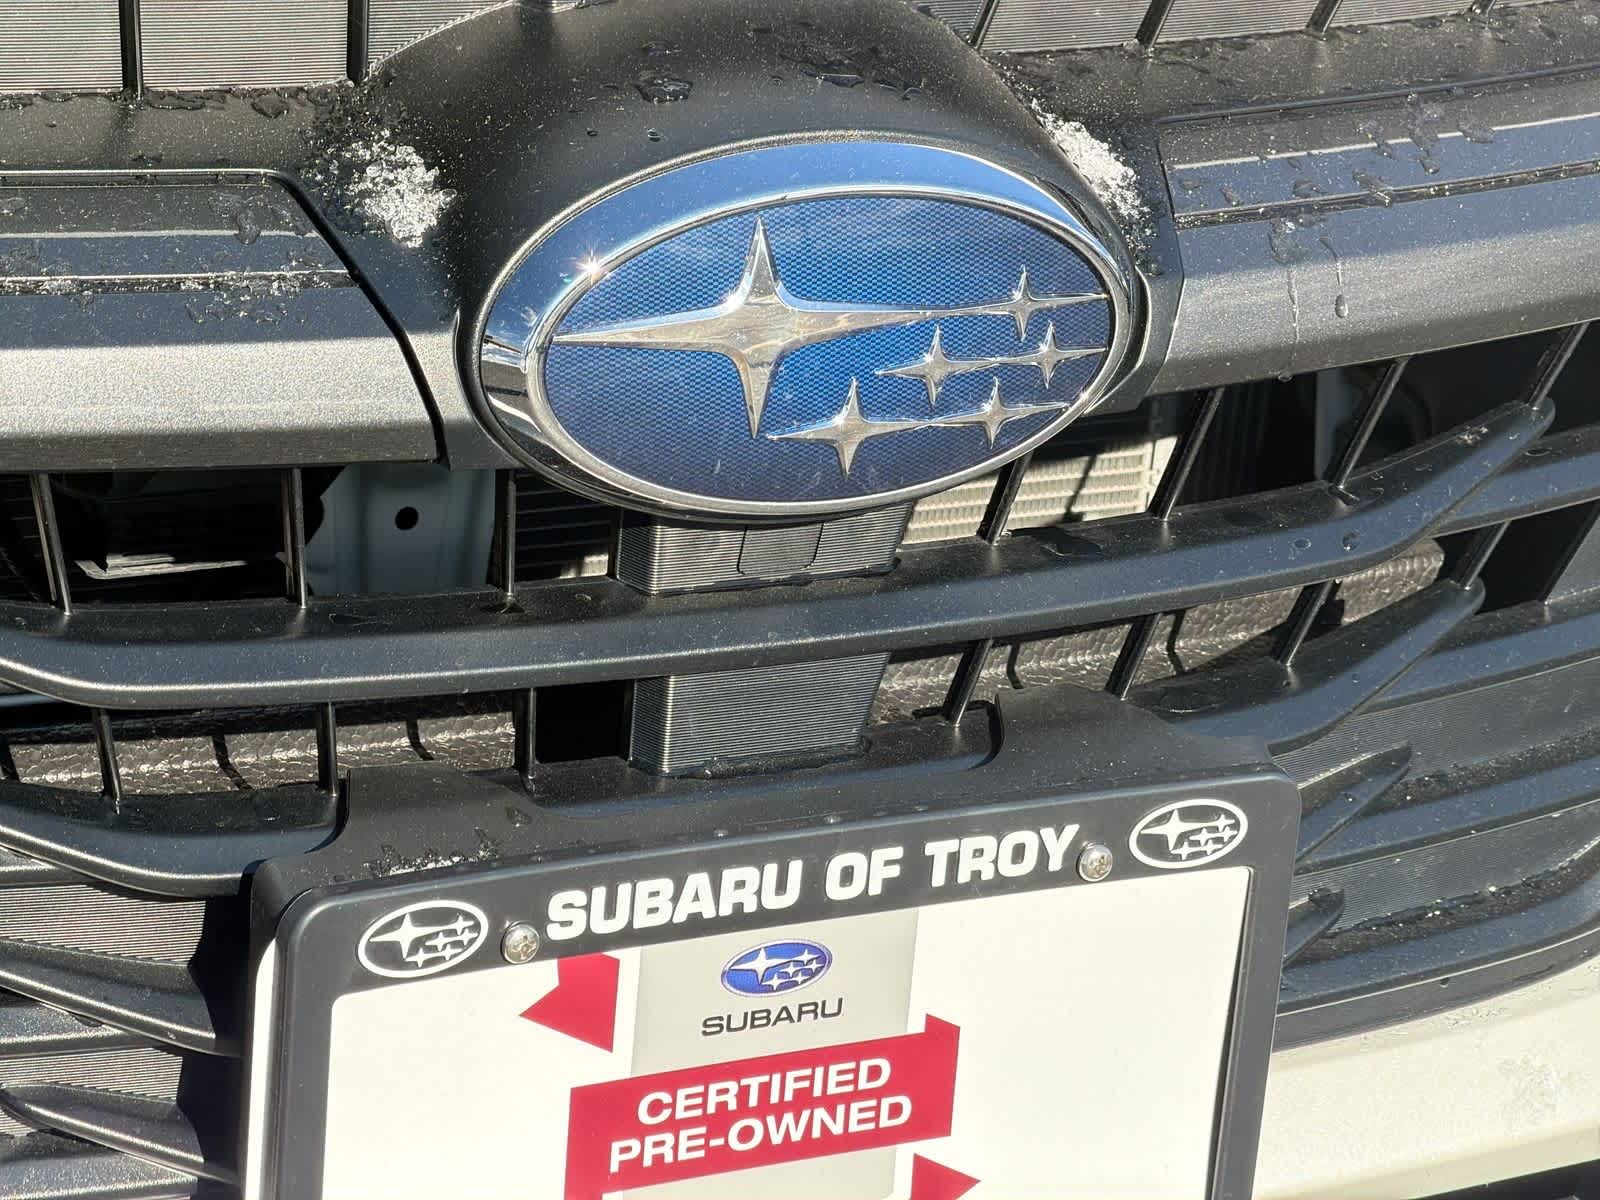 SUBARU OF TROY
SUBARU
CERTIFIED
PRE-OWNED